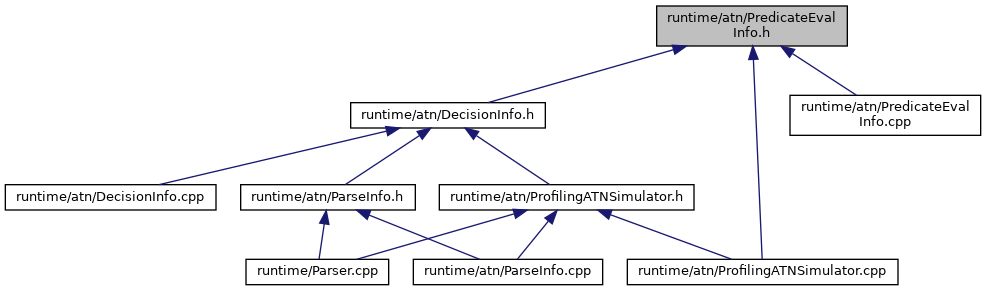 runtime/atn/PredicateEval
Info.h
runtime/atn/PredicateEval
Info.cpp
runtime/atn/DecisionInfo.h
runtime/atn/DecisionInfo.cpp
runtime/atn/ParseInfo.h
runtime/atn/ProfilingATNSimulator.h
runtime/Parser.cpp
runtime/atn/ParseInfo.cpp
runtime/atn/ProfilingATNSimulator.cpp